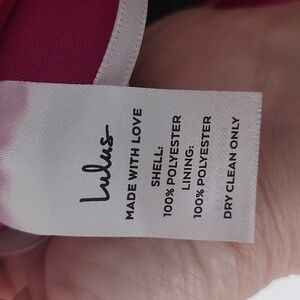 Lulus
MADE WITH LOVE
SHELL:
100% POLYESTER
LINING:
100% POLYESTER
DRY CLEAN ONLY